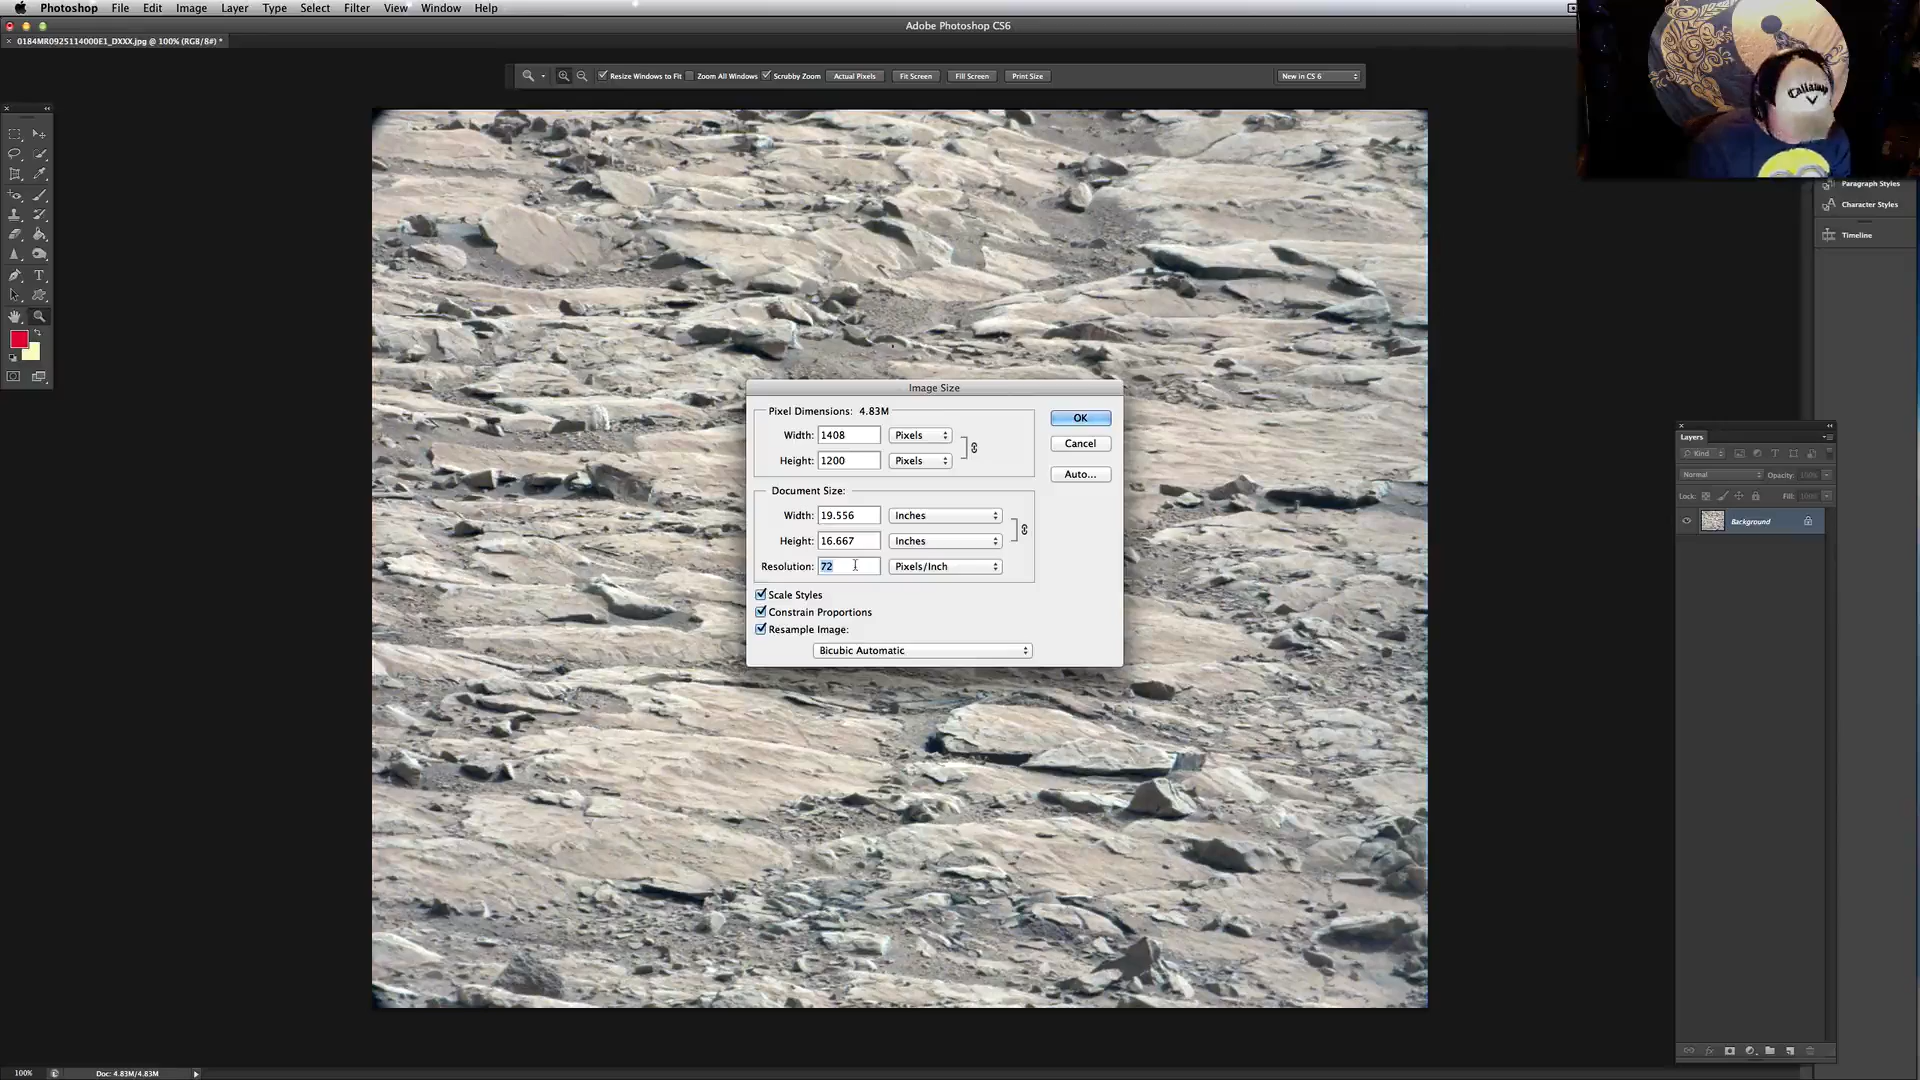 Photoshop File Edit Image Layer Type Select Filter View Window Help
Adobe Photoshop CS6
0184MR0925114000E1_DXXX.jpg @ 100% (RGB/8#) *
Resize Windows to Fit Zoom All Windows Scrubby Zoom Actual Pixels Fit Screen Fill Screen Print Size New in CS 6
Callaway
Paragraph Styles
Character Styles
Timeline
Image Size
Pixel Dimensions: 4.83M
Width: 1408 Pixels
Height: 1200 Pixels
OK
Cancel
Auto...
Document Size:
Width: 19.556 Inches
Height: 16.667 Inches
Resolution: 72 Pixels/Inch
Scale Styles
Constrain Proportions
Resample Image:
Bicubic Automatic
Layers
Kind
Normal Opacity: 100%
Lock: Fill: 100%
Background
100% Doc: 4.83M/4.83M